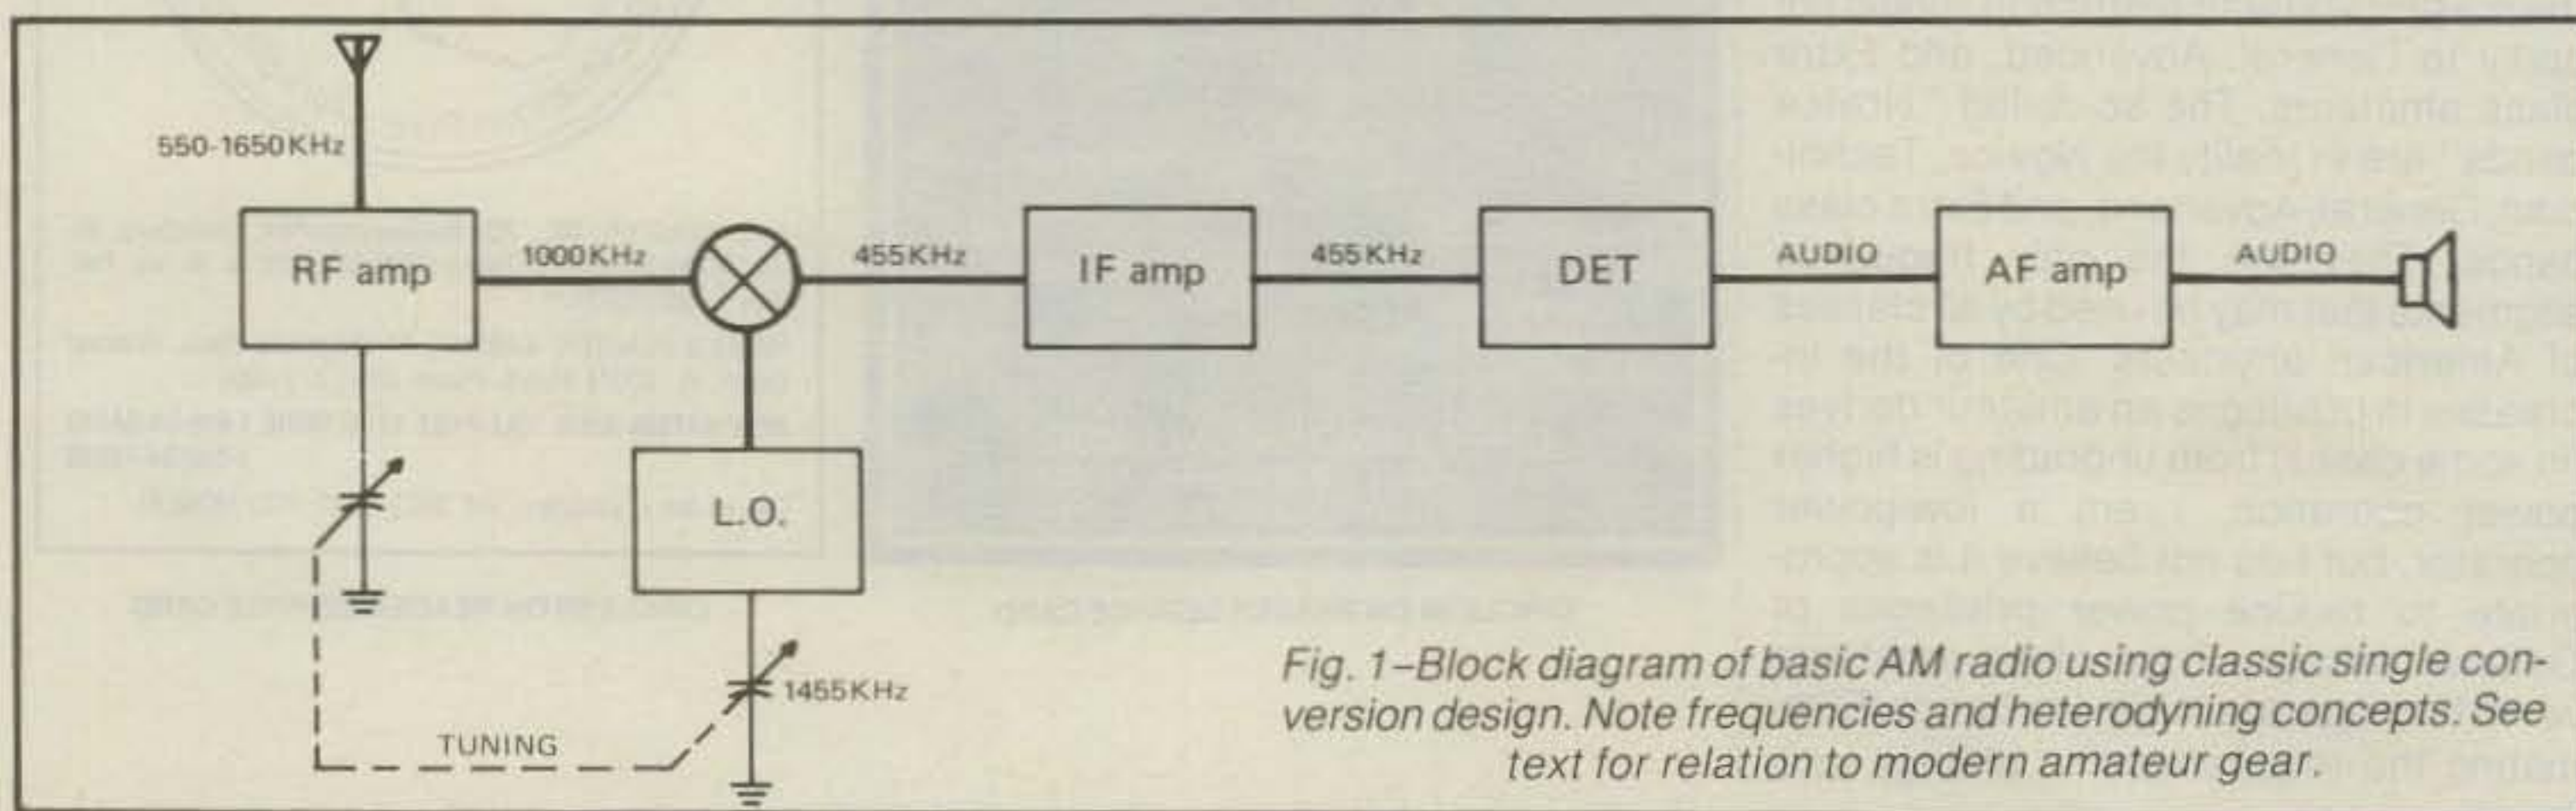 550-1650KHz
RF amp
1000KHz
455KHz
IF amp
455KHz
DET
AUDIO
AF amp
AUDIO
L.O.
1455KHz
TUNING
Fig. 1–Block diagram of basic AM radio using classic single con-
version design. Note frequencies and heterodyning concepts. See
text for relation to modern amateur gear.